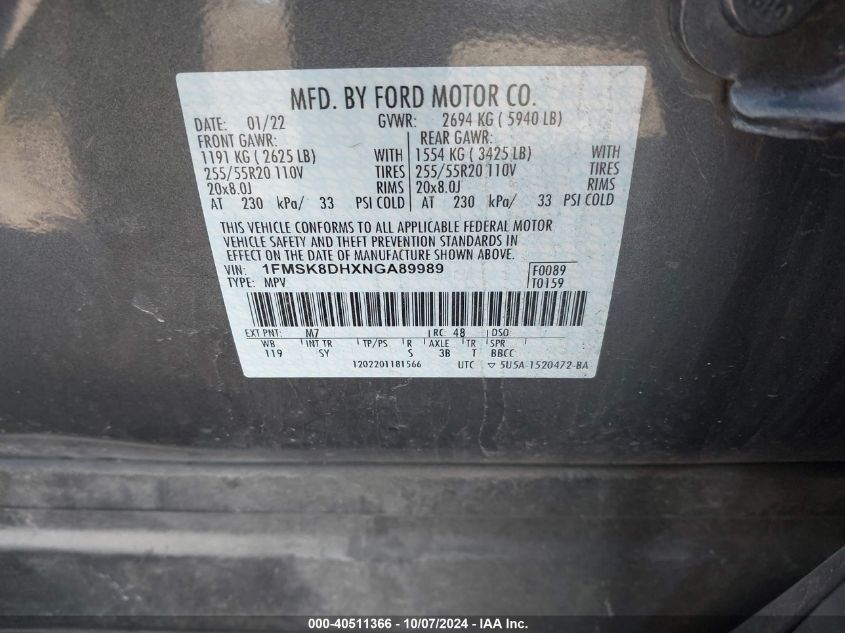 MFD. BY FORD MOTOR CO.
DATE: 01/22 GVWR: 2694 KG ( 5940 LB)
FRONT GAWR: REAR GAWR:
1191 KG ( 2625 LB) WITH 1554 KG ( 3425 LB) WITH
255/55R20 110V TIRES 255/55R20 110V TIRES
20x8.0J RIMS 20x8.0J RIMS
AT 230 kPa/ 33 PSI COLD AT 230 kPa/ 33 PSI COLD
THIS VEHICLE CONFORMS TO ALL APPLICABLE FEDERAL MOTOR
VEHICLE SAFETY AND THEFT PREVENTION STANDARDS IN
EFFECT ON THE DATE OF MANUFACTURE SHOWN ABOVE.
VIN: 1FMSK8DHXNGA89989 F0089
TYPE: MPV T0159
EXT PNT: M7 RC: 48 DSO:
WB INT TR TP/PS R AXLE TR SPR
119 SY S 3B T BBCC
1202201181566 UTC ▽ 5U5A-1520472-BA
000-40511366 - 10/07/2024 - IAA Inc.